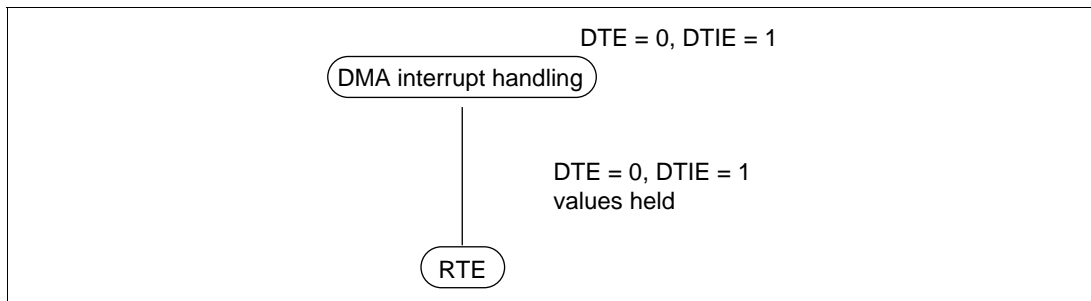 DTE = 0, DTIE = 1
DMA interrupt handling
DTE = 0, DTIE = 1
values held
RTE